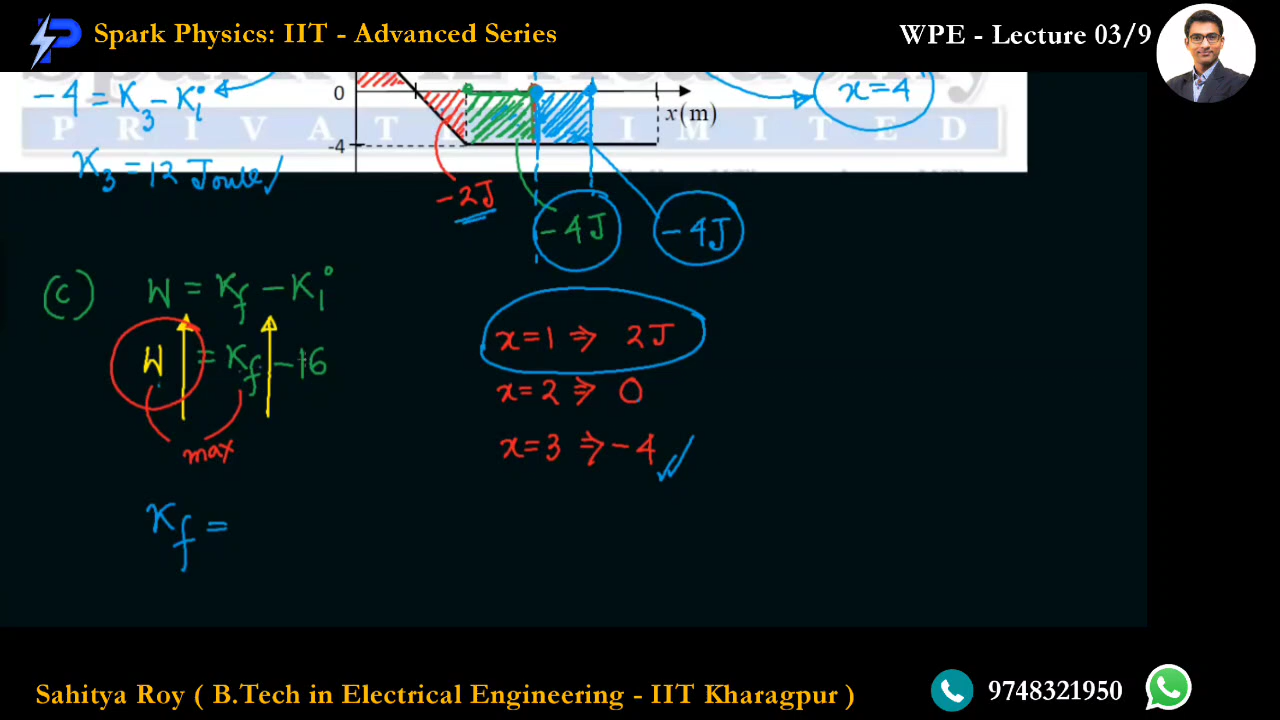 Spark Physics: IIT - Advanced Series
WPE - Lecture 03/9
-4 = K3 - Ki
0
x = 4
x(m)
PRIVATE LIMITED
-4
K3 = 12 Joule ✓
-2J
-4J
-4J
(c) W = Kf - Ki
x = 1 ⇒ 2J
W = Kf - 16
x = 2 ⇒ 0
max
x = 3 ⇒ -4
Kf =
Sahitya Roy ( B.Tech in Electrical Engineering - IIT Kharagpur )
9748321950